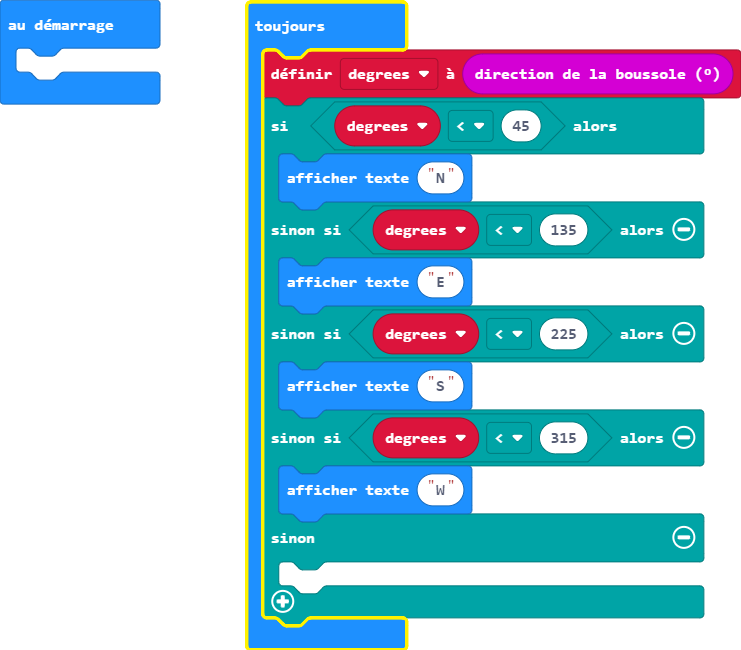 au démarrage
toujours
définir degrees à direction de la boussole (°)
si degrees < 45 alors
afficher texte "N"
sinon si degrees < 135 alors
afficher texte "E"
sinon si degrees < 225 alors
afficher texte "S"
sinon si degrees < 315 alors
afficher texte "W"
sinon